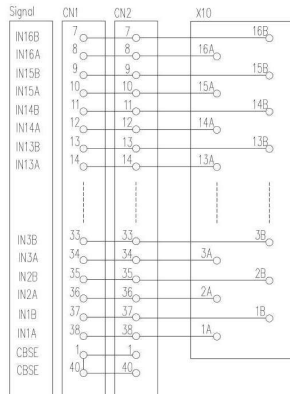 Signal CN1 CN2 X10
IN16B 7 7 16B
IN16A 8 8 16A
IN15B 9 9 15B
IN15A 10 10 15A
IN14B 11 11 14B
IN14A 12 12 14A
IN13B 13 13 13B
IN13A 14 14 13A
IN3B 33 33 3B
IN3A 34 34 3A
IN2B 35 35 2B
IN2A 36 36 2A
IN1B 37 37 1B
IN1A 38 38 1A
CBSE 1 1
CBSE 40 40